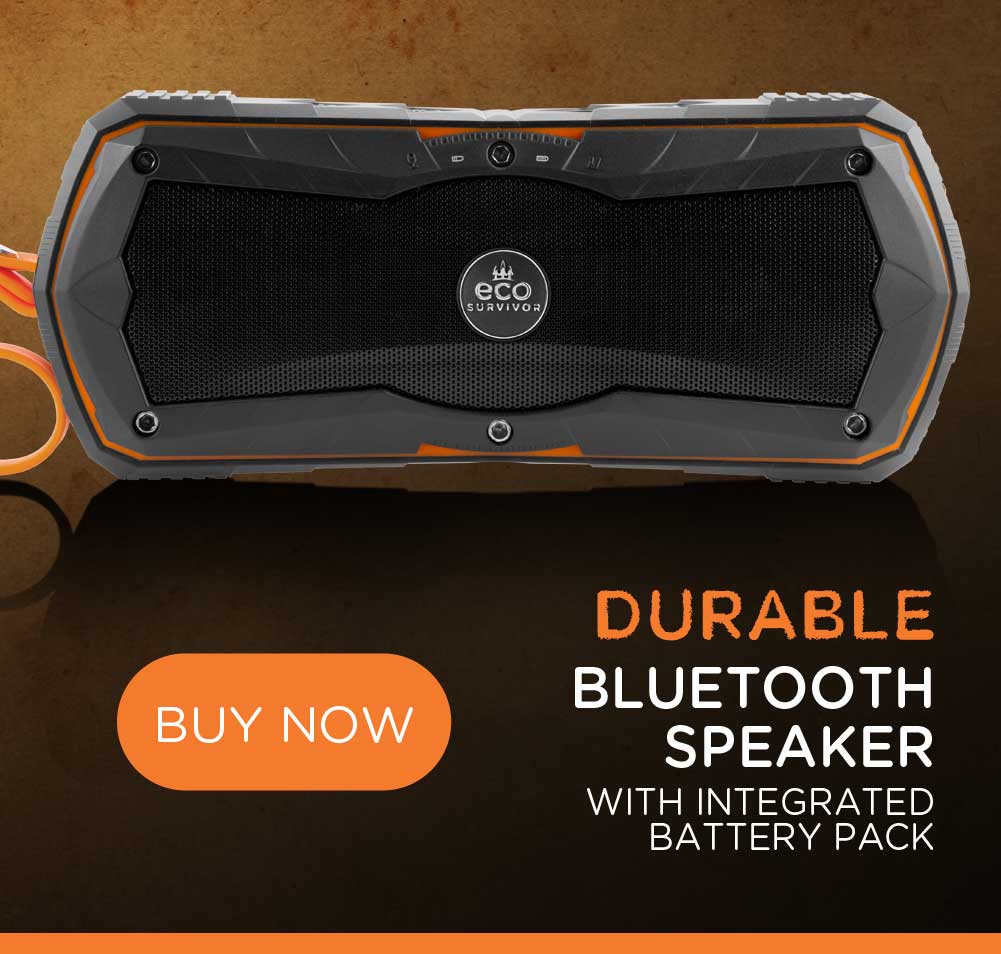 eco
SURVIVOR
DURABLE
BLUETOOTH
SPEAKER
WITH INTEGRATED
BATTERY PACK
BUY NOW